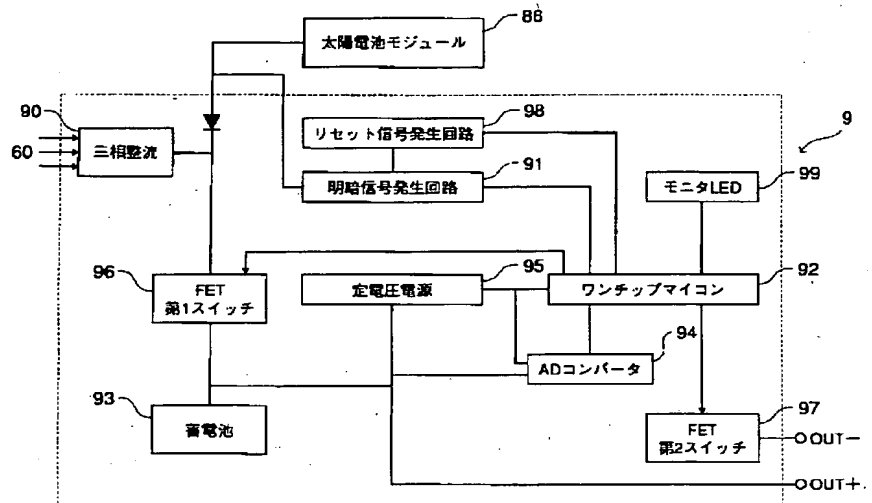 86
太陽電池モジュール
90
98
9
リセット信号発生回路
60
三相整流
91
99
明暗信号発生回路
モニタLED
96
95
92
FET
第1スイッチ
定電圧電源
ワンチップマイコン
94
ADコンバータ
93
97
蓄電池
FET
第2スイッチ
OUT−
OUT+